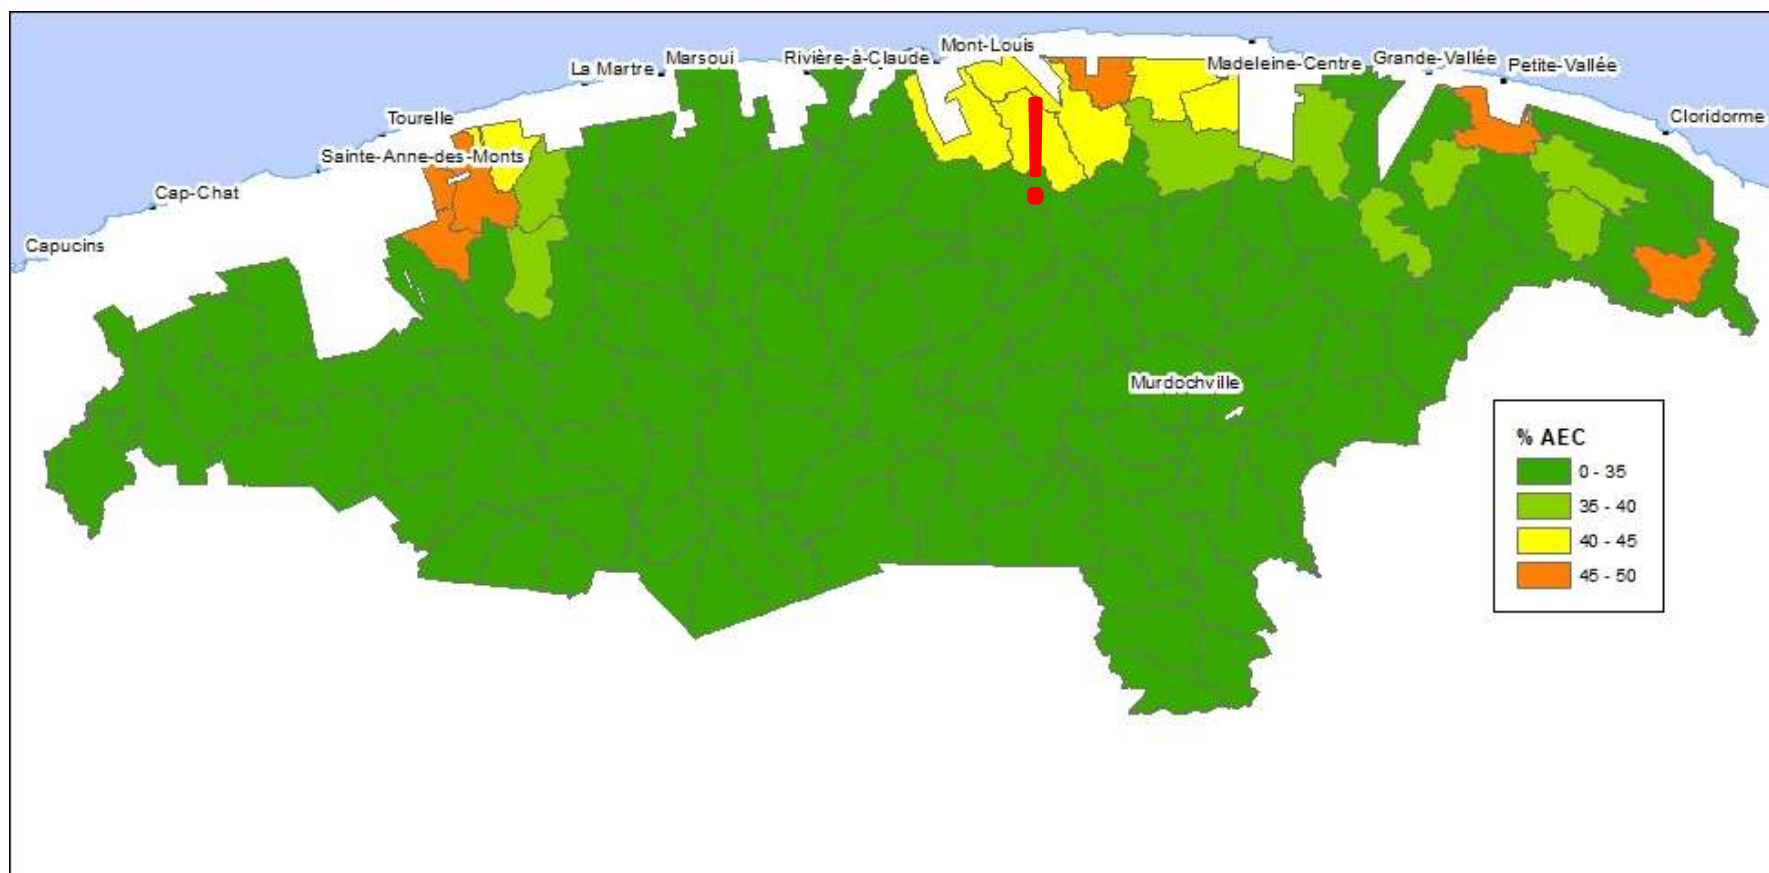 Mont-Louis
Marsoui
Rivière-à-Claude
La Martre
Madeleine-Centre
Grande-Vallée
Petite-Vallée
Tourelle
Cloridorme
Sainte-Anne-des-Monts
Cap-Chat
Capucins
!
Murdochville
% AEC
0 - 35
35 - 40
40 - 45
45 - 50